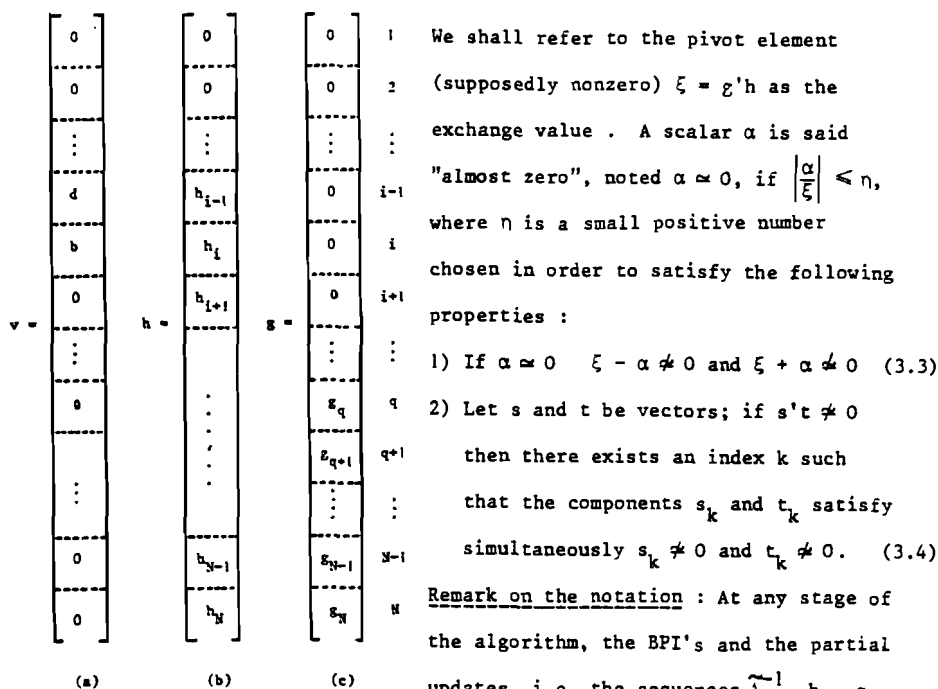 v =
0
0
⋮
d
b
0
⋮
0
⋮
0
0
(a)
h =
0
0
⋮
h_{i-1}
h_i
h_{i+1}
⋮
h_{N-1}
h_N
(b)
g =
0 1
0 2
⋮ ⋮
0 i-1
0 i
0 i+1
⋮ ⋮
g_q q
g_{q+1} q+1
⋮ ⋮
g_{N-1} N-1
g_N N
(c)
We shall refer to the pivot element
(supposedly nonzero) ξ = g'h as the
exchange value . A scalar α is said
"almost zero", noted α ≃ 0, if |α/ξ| ⩽ η,
where η is a small positive number
chosen in order to satisfy the following
properties :
1) If α ≃ 0 ξ - α ≄ 0 and ξ + α ≄ 0 (3.3)
2) Let s and t be vectors; if s't ≄ 0
then there exists an index k such
that the components s_k and t_k satisfy
simultaneously s_k ≄ 0 and t_k ≄ 0. (3.4)
Remark on the notation : At any stage of
the algorithm, the BPI's and the partial
updates, i.e. the sequences